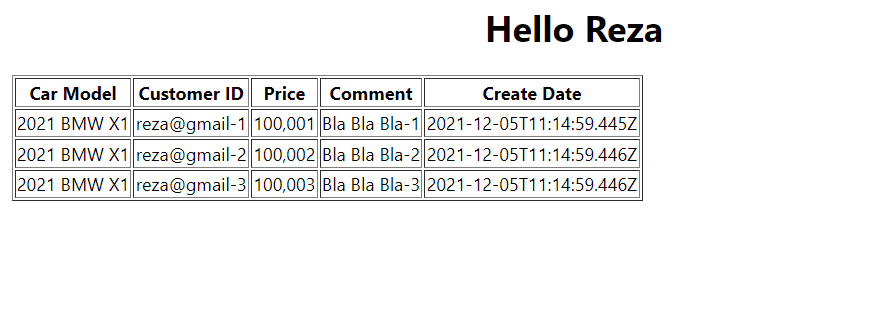 Hello Reza
Car Model Customer ID Price Comment Create Date
2021 BMW X1 reza@gmail-1 100,001 Bla Bla Bla-1 2021-12-05T11:14:59.445Z
2021 BMW X1 reza@gmail-2 100,002 Bla Bla Bla-2 2021-12-05T11:14:59.446Z
2021 BMW X1 reza@gmail-3 100,003 Bla Bla Bla-3 2021-12-05T11:14:59.446Z